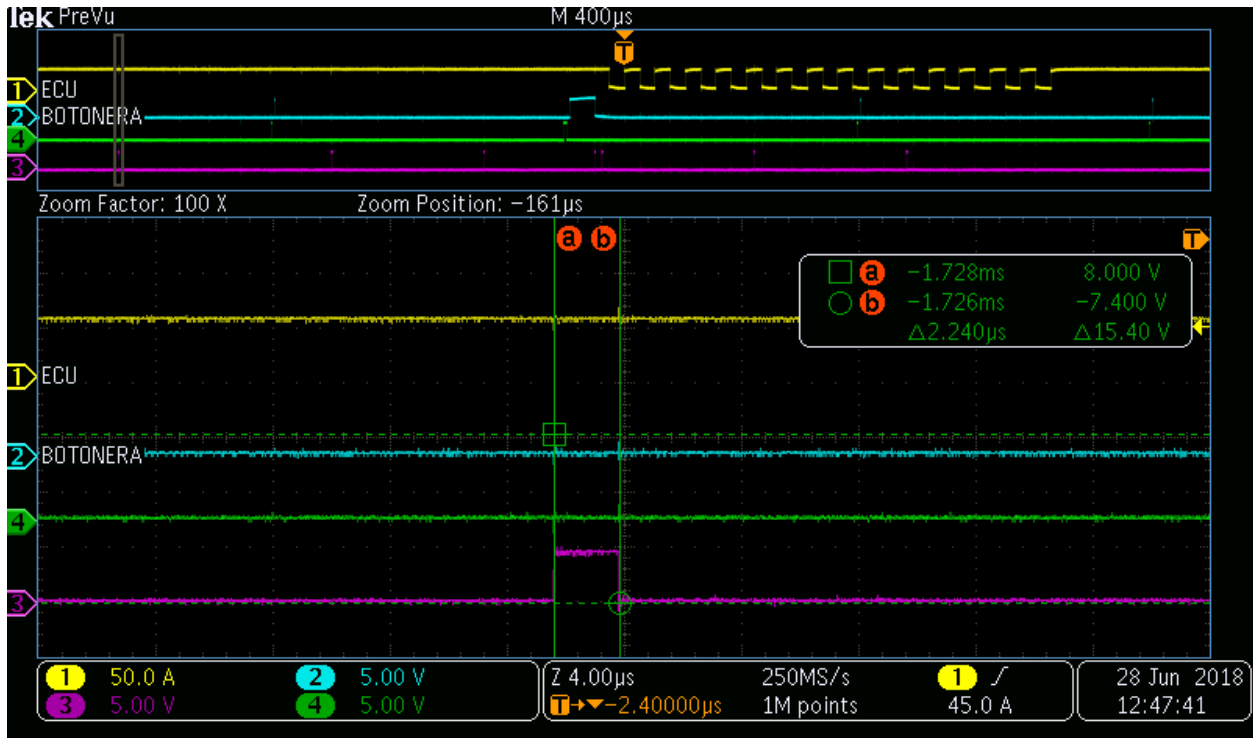 Tek PreVu M 400µs
T
1 ECU
2 BOTONERA
4
3
Zoom Factor: 100 X Zoom Position: -161µs
a b T
a -1.728ms 8.000 V
b -1.726ms -7.400 V
△2.240µs △15.40 V
1 ECU
2 BOTONERA
4
3
1 50.0 A 2 5.00 V Z 4.00µs 250MS/s 1 28 Jun 2018
3 5.00 V 4 5.00 V T→▼-2.40000µs 1M points 45.0 A 12:47:41